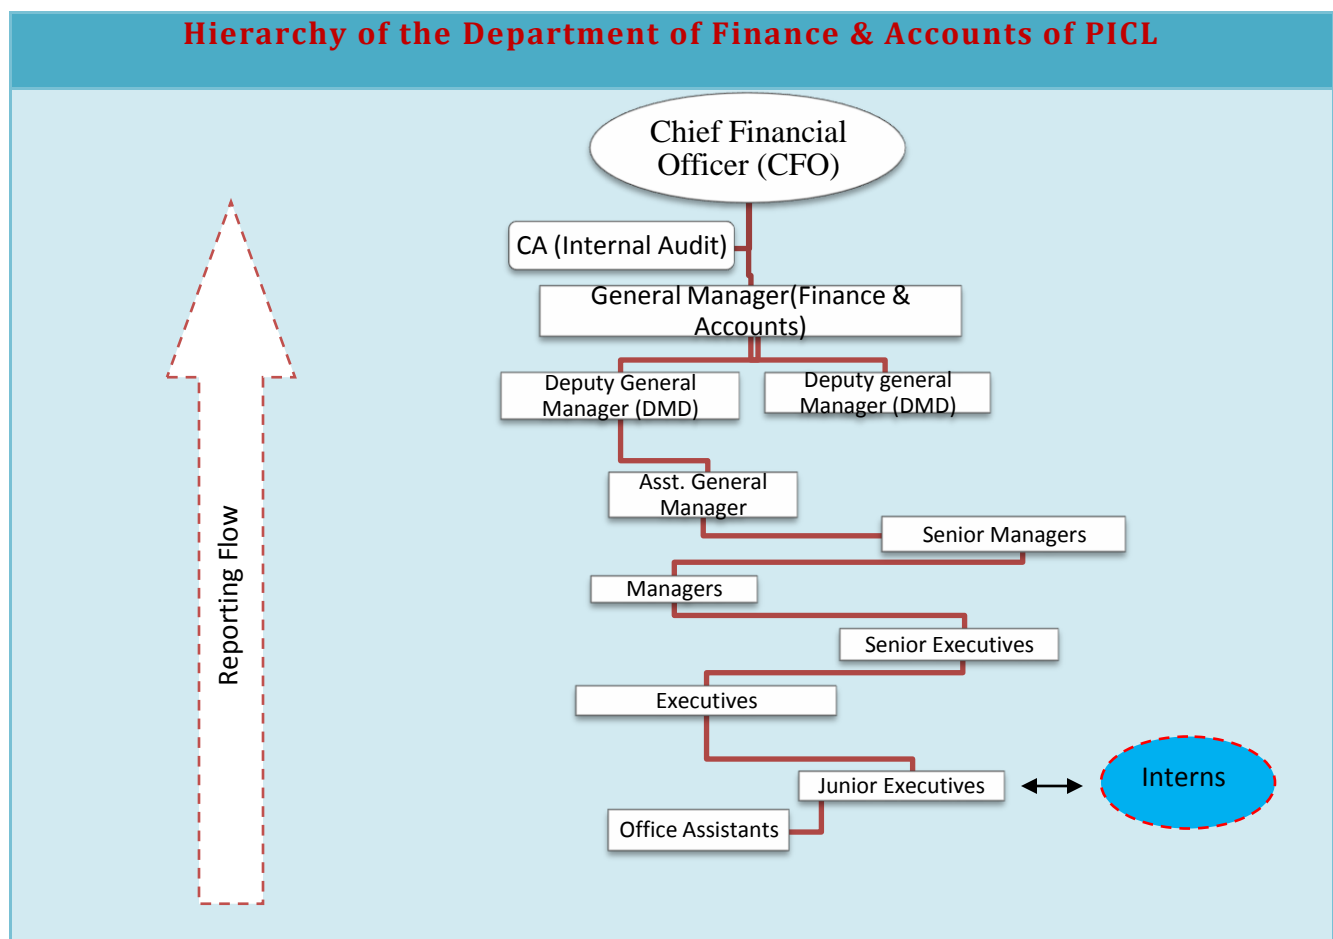 Hierarchy of the Department of Finance & Accounts of PICL
Chief Financial
Officer (CFO)
CA (Internal Audit)
General Manager(Finance &
Accounts)
Deputy General
Manager (DMD)
Deputy general
Manager (DMD)
Asst. General
Manager
Senior Managers
Managers
Senior Executives
Executives
Junior Executives
Interns
Office Assistants
Reporting Flow